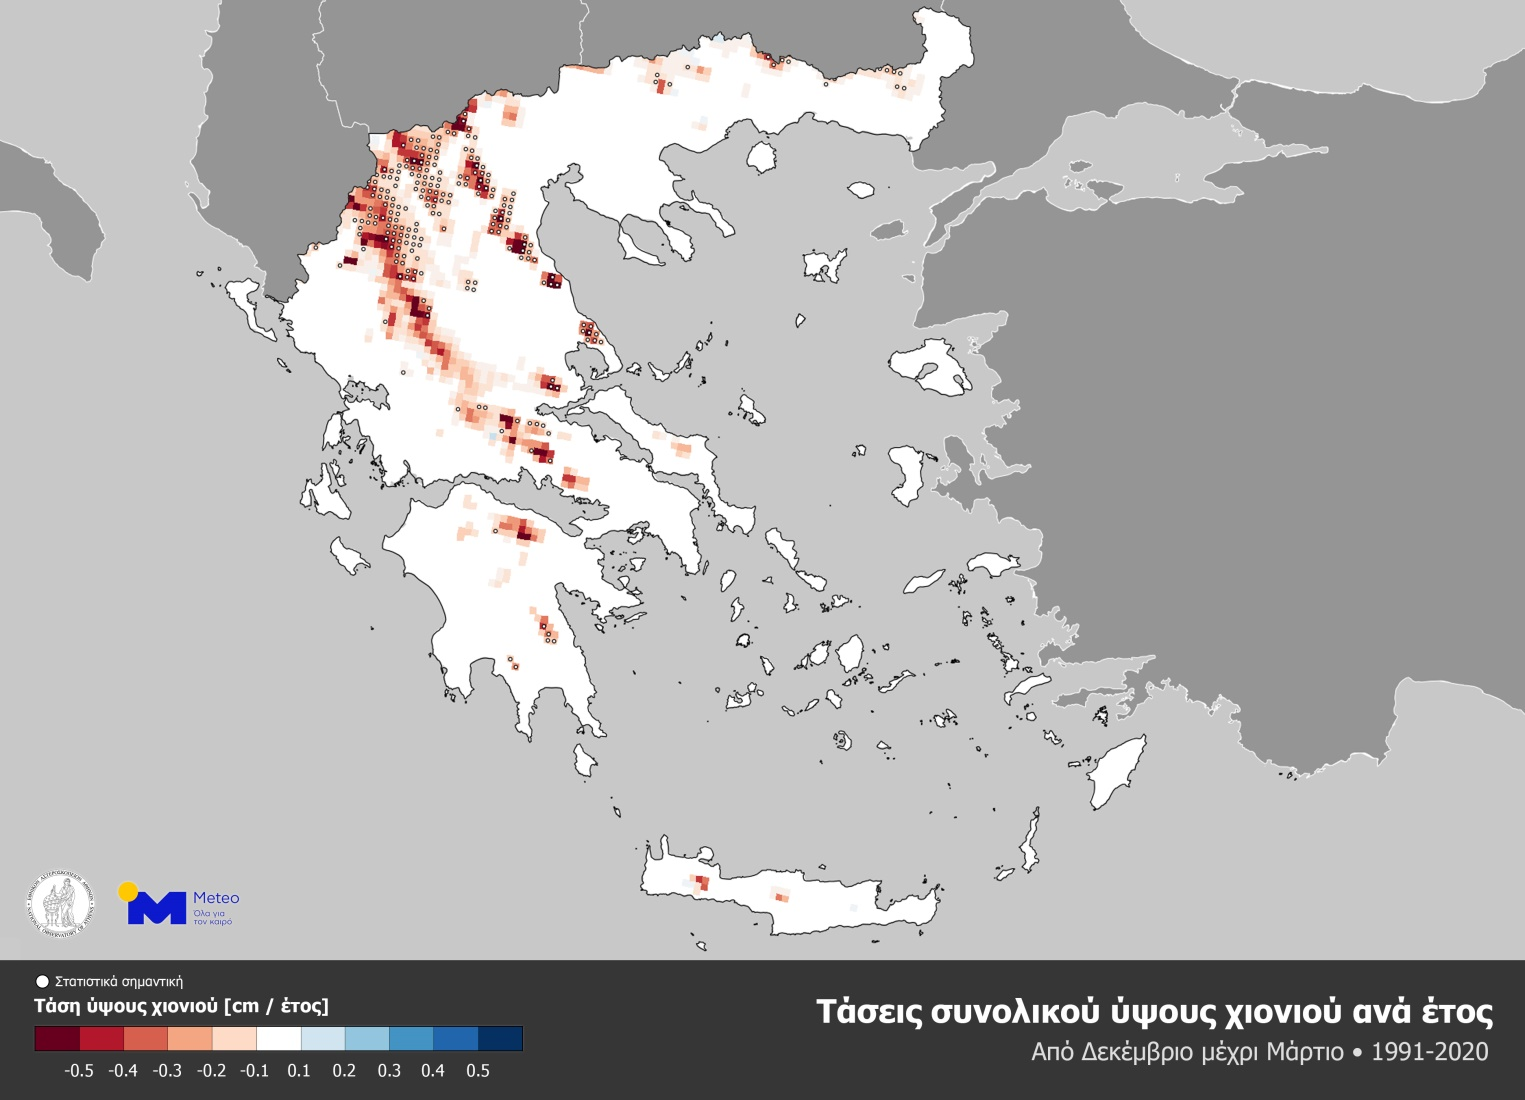 Meteo
Όλα για
τον καιρό
Στατιστικά σημαντική
Τάση ύψους χιονιού [cm / έτος]
-0.5 -0.4 -0.3 -0.2 -0.1 0.1 0.2 0.3 0.4 0.5
Τάσεις συνολικού ύψους χιονιού ανά έτος
Από Δεκέμβριο μέχρι Μάρτιο • 1991-2020